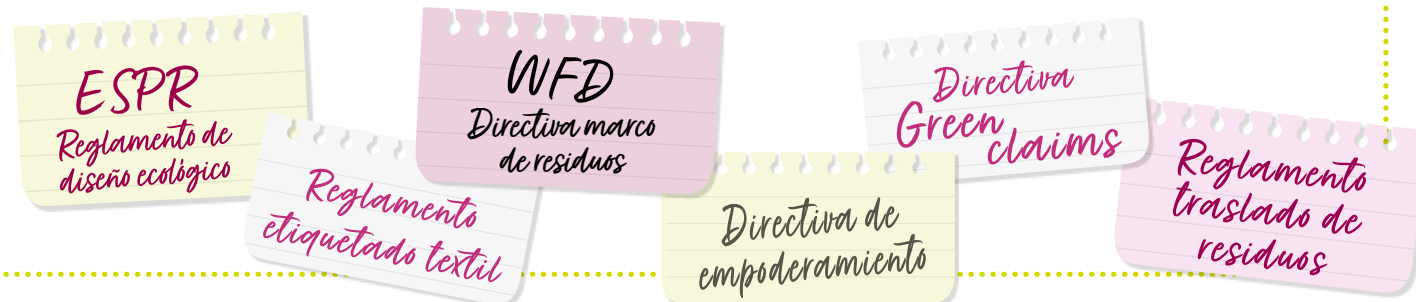 ESPR
Reglamento de
diseño ecológico
Reglamento
etiquetado textil
WFD
Directiva marco
de residuos
Directiva de
empoderamiento
Directiva
Green
claims
Reglamento
traslado de
residuos